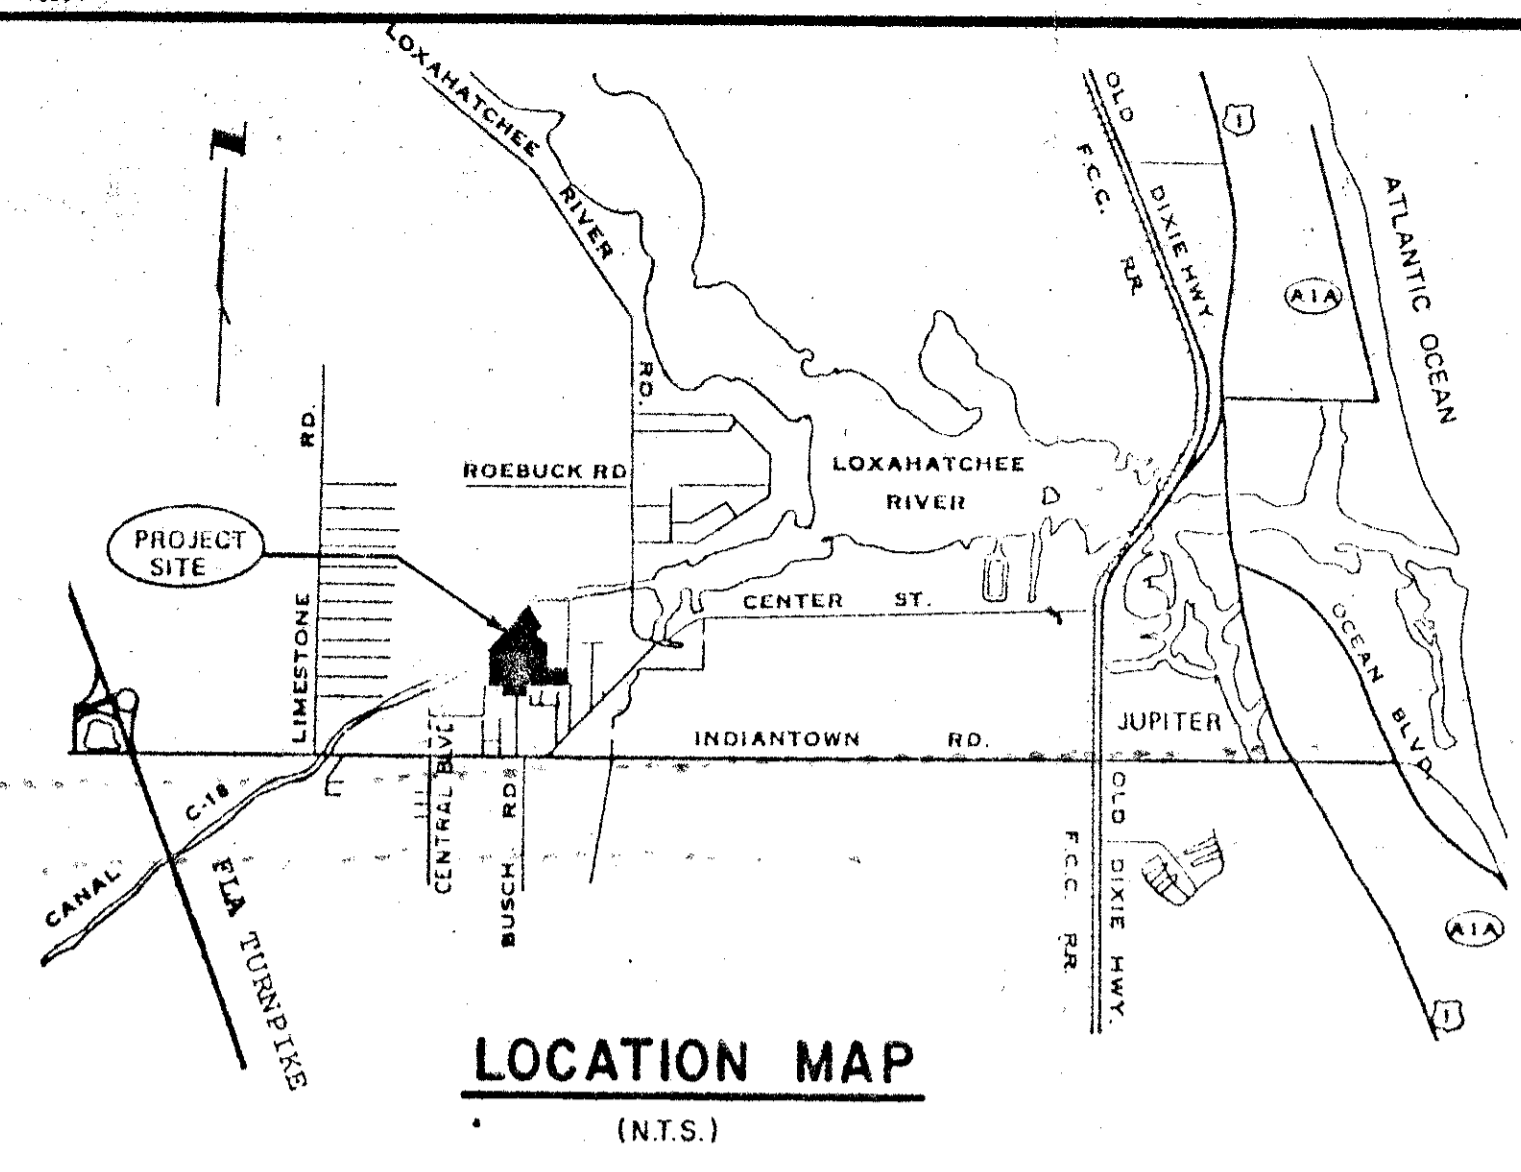 LOXAHATCHEE RIVER RD.
N
OLD DIXIE HWY.
F.C.C. RR
1
A1A
ATLANTIC OCEAN
LIMESTONE RD.
ROEBUCK RD
LOXAHATCHEE
RIVER
PROJECT
SITE
CENTER ST.
OCEAN BLVD.
JUPITER
INDIANTOWN RD.
CENTRAL BLVD
BUSCH RD
CANAL C-18
FLA TURNPIKE
F.C.C RR.
OLD DIXIE HWY.
A1A
1
LOCATION MAP
(N.T.S.)